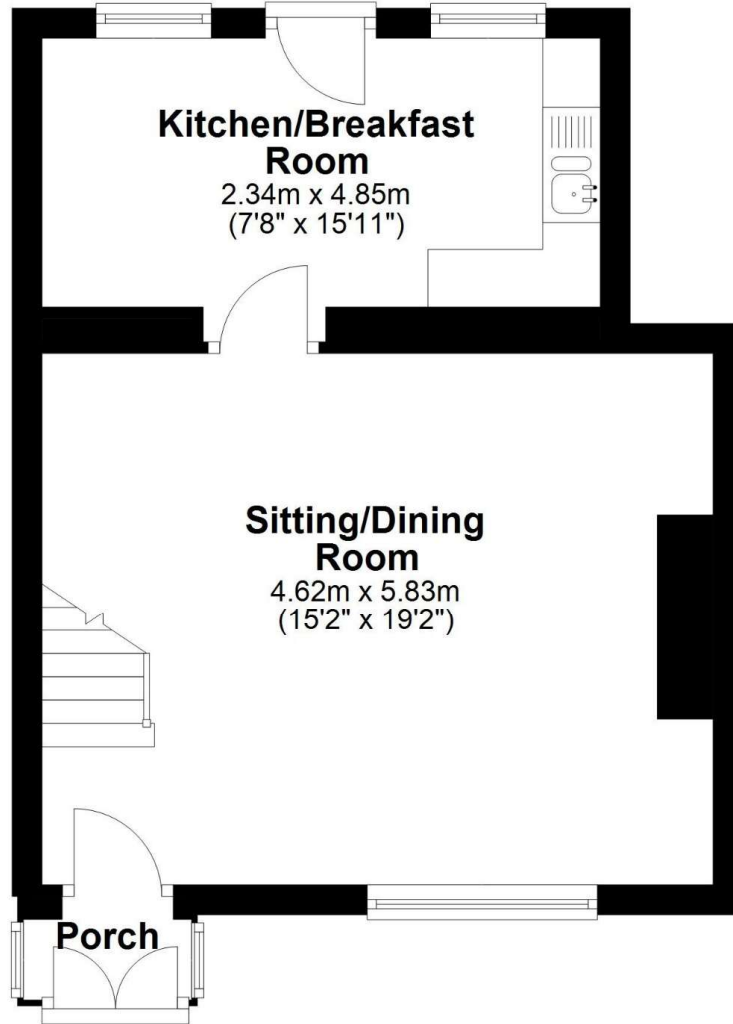 Kitchen/Breakfast
Room
2.34m x 4.85m
(7'8" x 15'11")
Sitting/Dining
Room
4.62m x 5.83m
(15'2" x 19'2")
Porch